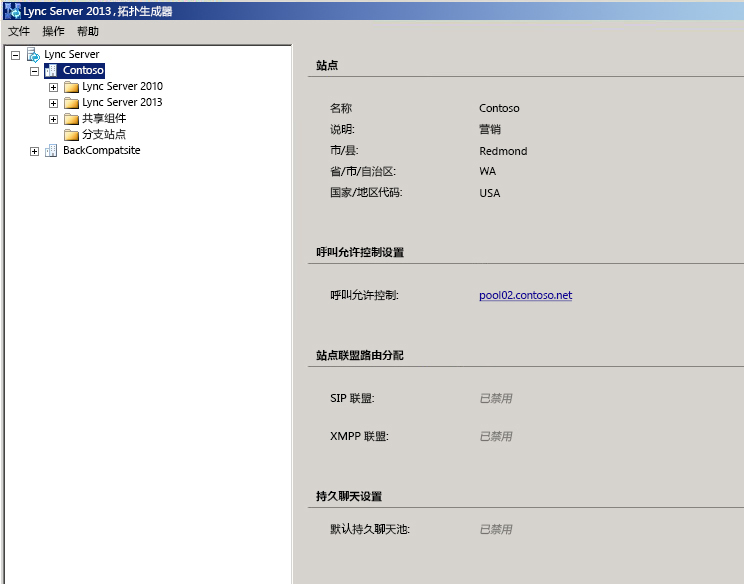 Lync Server 2013,拓扑生成器
文件 操作 帮助
Lync Server
Contoso
Lync Server 2010
Lync Server 2013
共享组件
分支站点
BackCompatsite
站点
名称 Contoso
说明: 营销
市/县: Redmond
省/市/自治区: WA
国家/地区代码: USA
呼叫允许控制设置
呼叫允许控制: pool02.contoso.net
站点联盟路由分配
SIP 联盟: 已禁用
XMPP 联盟: 已禁用
持久聊天设置
默认持久聊天池: 已禁用